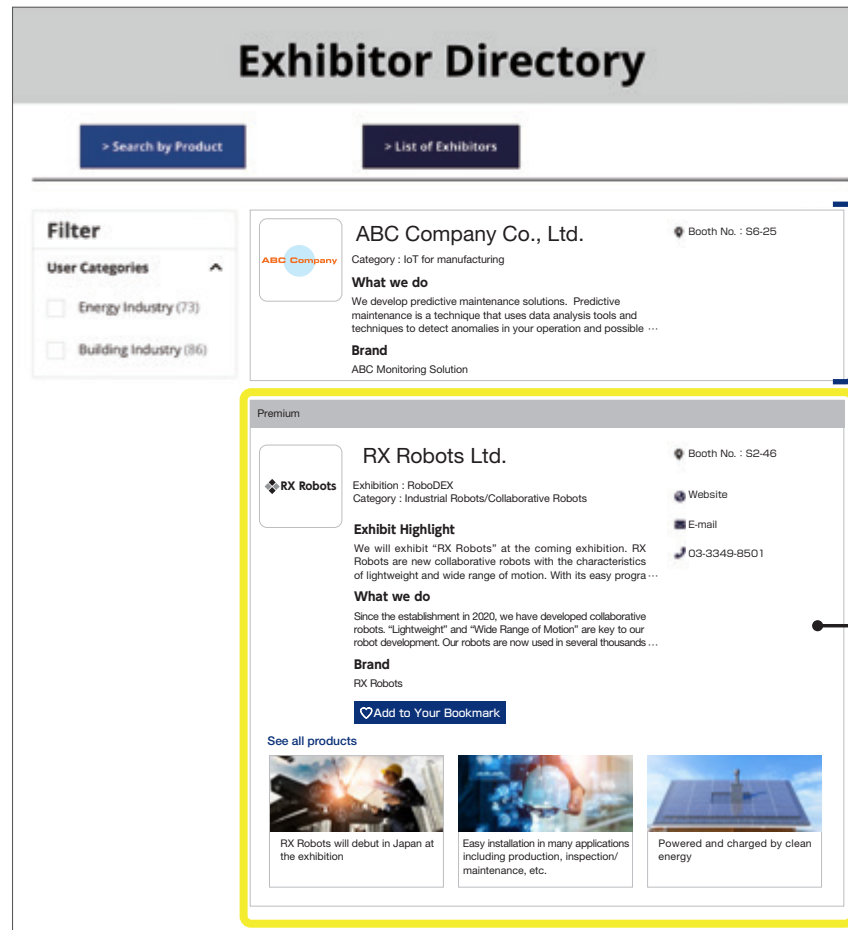 Exhibitor Directory
> Search by Product
> List of Exhibitors
Filter
User Categories
Energy Industry (73)
Building Industry (86)
ABC Company
ABC Company Co., Ltd.
Booth No. : S6-25
Category : IoT for manufacturing
What we do
We develop predictive maintenance solutions. Predictive
maintenance is a technique that uses data analysis tools and
techniques to detect anomalies in your operation and possible ...
Brand
ABC Monitoring Solution
Premium
RX Robots
RX Robots Ltd.
Booth No. : S2-46
Exhibition : RoboDEX
Category : Industrial Robots/Collaborative Robots
Website
E-mail
03-3349-8501
Exhibit Highlight
We will exhibit “RX Robots” at the coming exhibition. RX
Robots are new collaborative robots with the characteristics
of lightweight and wide range of motion. With its easy progra ...
What we do
Since the establishment in 2020, we have developed collaborative
robots. “Lightweight” and “Wide Range of Motion” are key to our
robot development. Our robots are now used in several thousands ...
Brand
RX Robots
Add to Your Bookmark
See all products
RX Robots will debut in Japan at
the exhibition
Easy installation in many applications
including production, inspection/
maintenance, etc.
Powered and charged by clean
energy